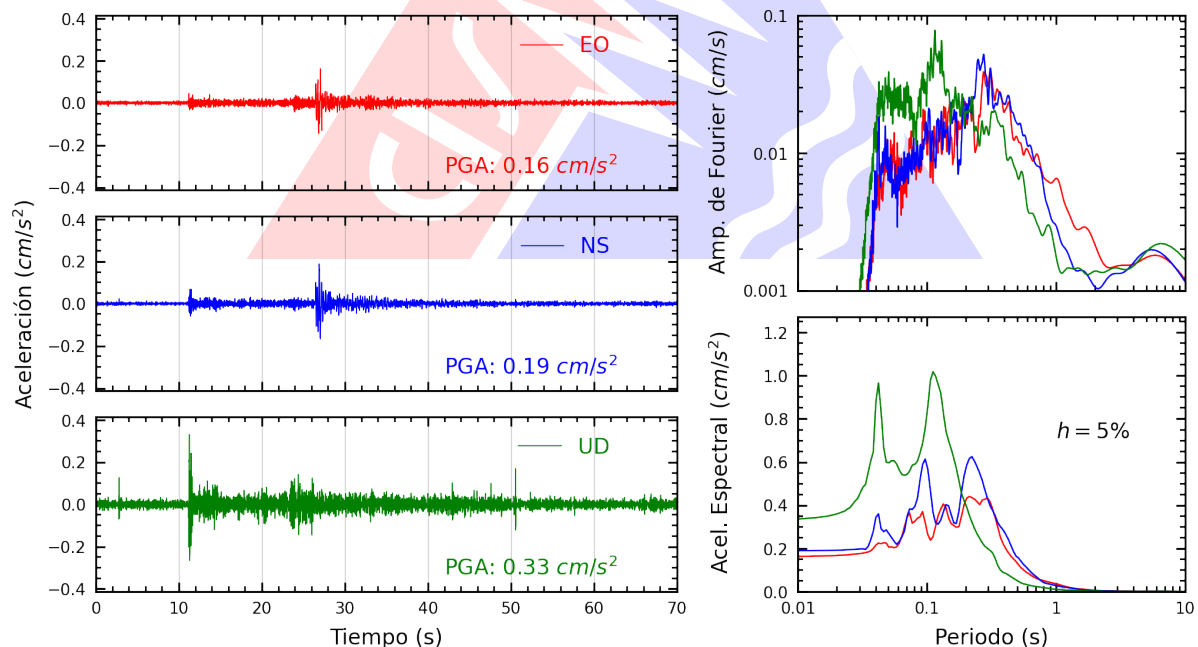 Aceleración (cm/s²)
0.4
0.2
0.0
−0.2
−0.4
EO
PGA: 0.16 cm/s²
0.4
0.2
0.0
−0.2
−0.4
NS
PGA: 0.19 cm/s²
0.4
0.2
0.0
−0.2
−0.4
UD
PGA: 0.33 cm/s²
0 10 20 30 40 50 60 70
Tiempo (s)
Amp. de Fourier (cm/s)
0.1
0.01
0.001
Acel. Espectral (cm/s²)
1.2
1.0
0.8
0.6
0.4
0.2
0.0
h = 5%
0.01 0.1 1 10
Periodo (s)